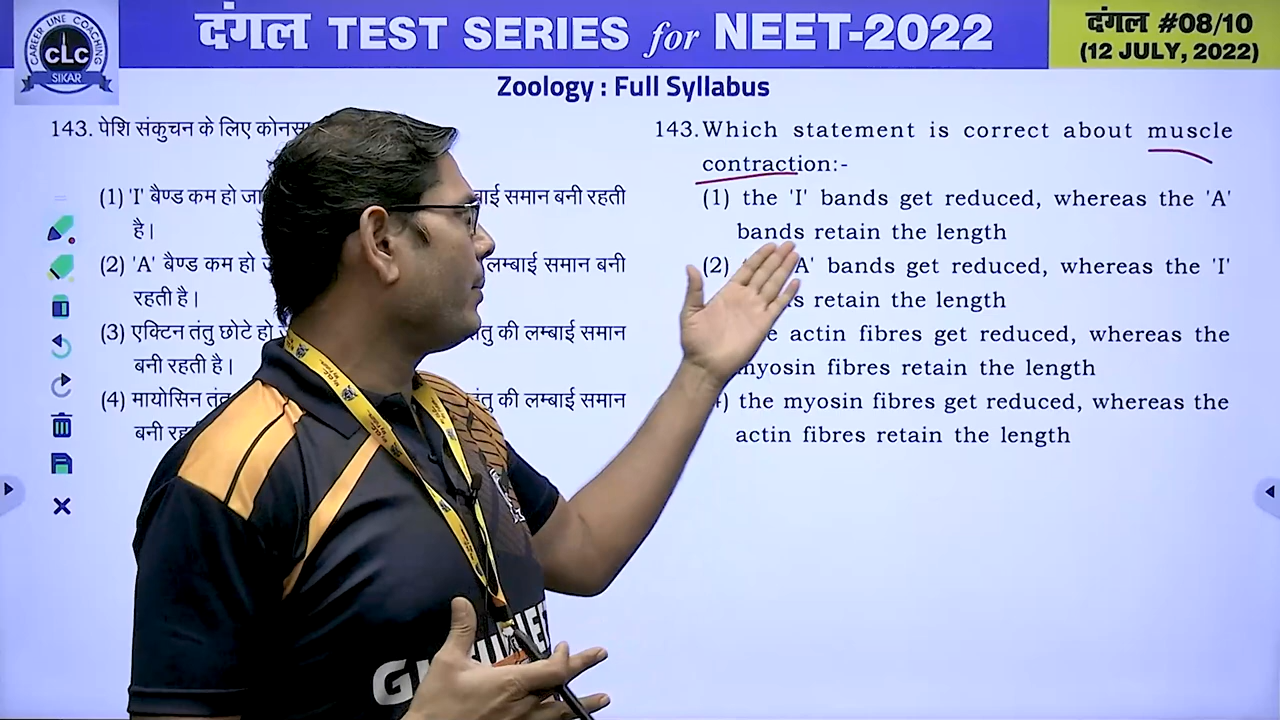 CAREER LINE COACHING
CLC
SIKAR
दंगल TEST SERIES for NEET-2022
दंगल #08/10
(12 JULY, 2022)
Zoology : Full Syllabus
143. पेशि संकुचन के लिए कोनसा
(1) 'I' बैण्ड कम हो समान बनी रहती
है।
(2) 'A' बैण्ड कम हो लम्बाई समान बनी
रहती है।
(3) एक्टिन तंतु छोटे हो की लम्बाई समान
बनी रहती है।
(4) मायोसिन की लम्बाई समान
बनी
143. Which statement is correct about muscle
contraction:-
(1) the 'I' bands get reduced, whereas the 'A'
bands retain the length
(2) A' bands get reduced, whereas the 'I'
retain the length
actin fibres get reduced, whereas the
myosin fibres retain the length
the myosin fibres get reduced, whereas the
actin fibres retain the length